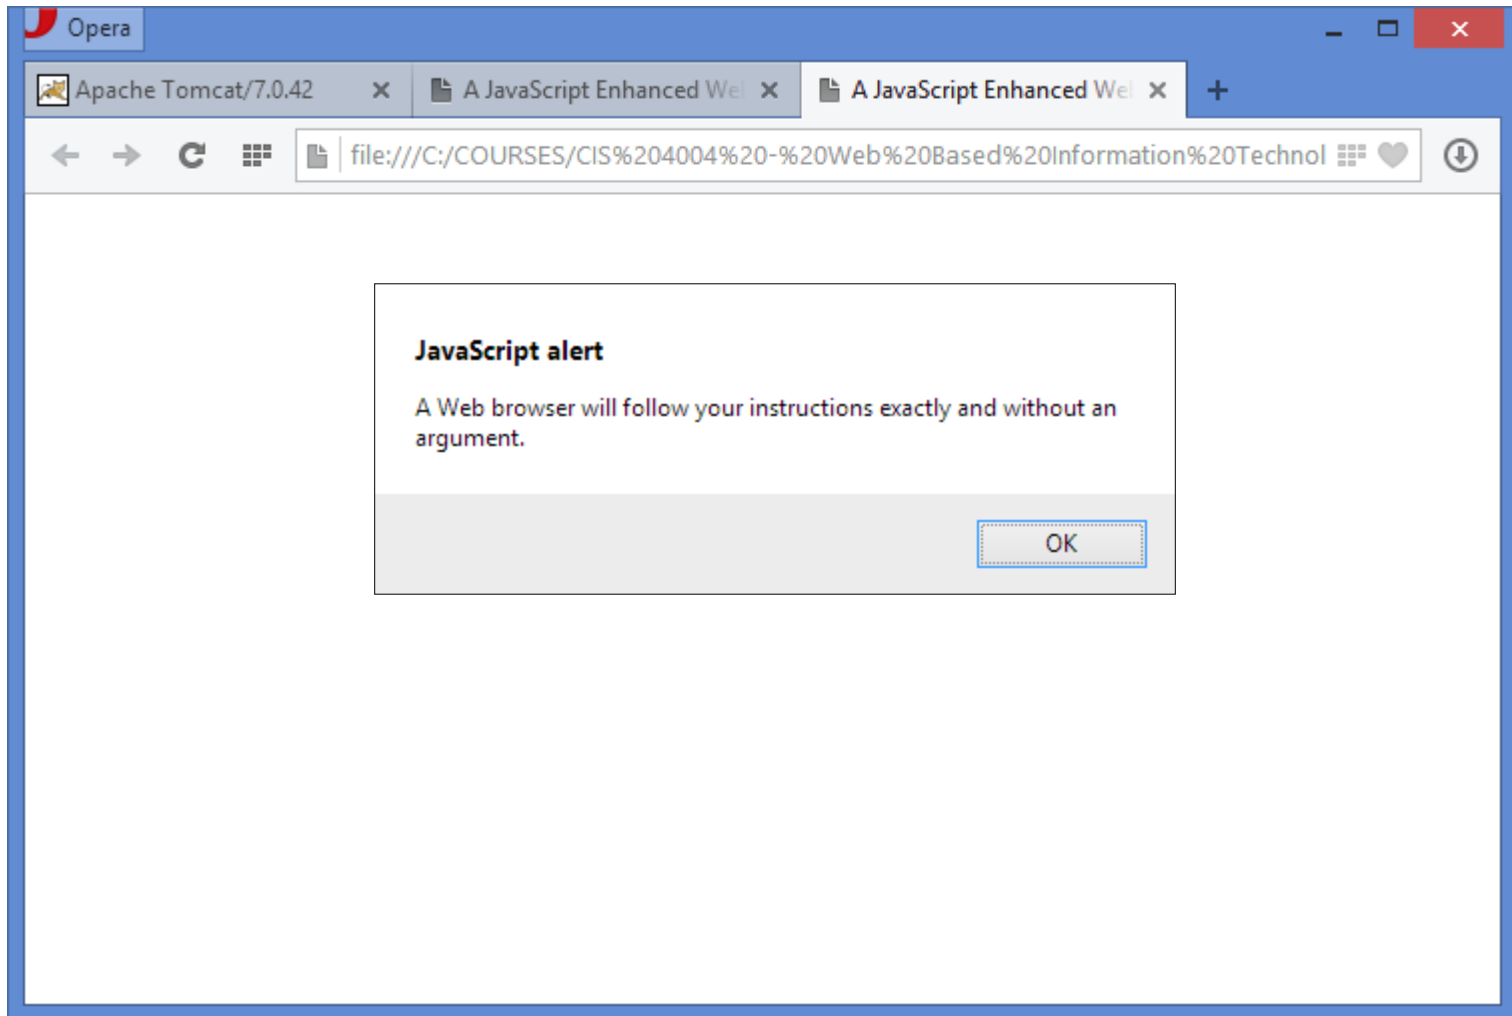 Opera
Apache Tomcat/7.0.42
A JavaScript Enhanced We
A JavaScript Enhanced We
file:///C:/COURSES/CIS%204004%20-%20Web%20Based%20Information%20Technol
JavaScript alert
A Web browser will follow your instructions exactly and without an
argument.
OK